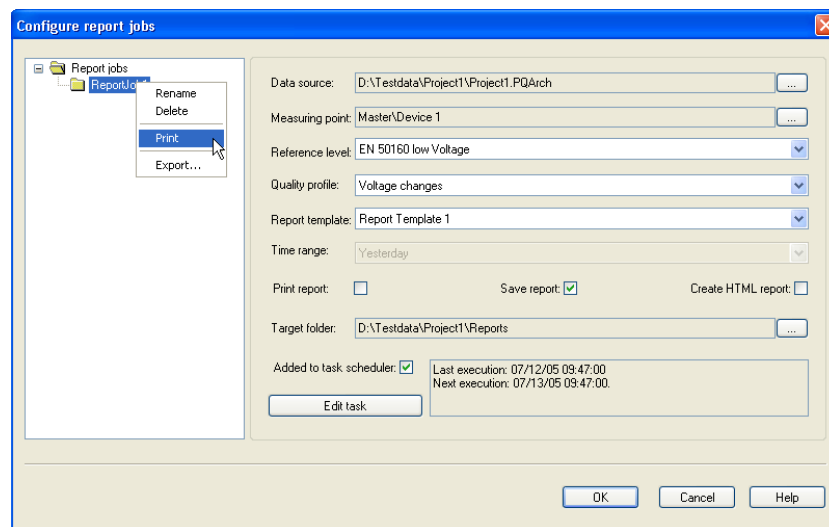 Configure report jobs
Report jobs
Rename
Delete
Print
Export...
Data source: D:\Testdata\Project1\Project1.PQArch ...
Measuring point: Master\Device 1 ...
Reference level: EN 50160 low Voltage
Quality profile: Voltage changes
Report template: Report Template 1
Time range: Yesterday
Print report: Save report: Create HTML report:
Target folder: D:\Testdata\Project1\Reports ...
Added to task scheduler: Last execution: 07/12/05 09:47:00
Next execution: 07/13/05 09:47:00.
Edit task
OK Cancel Help